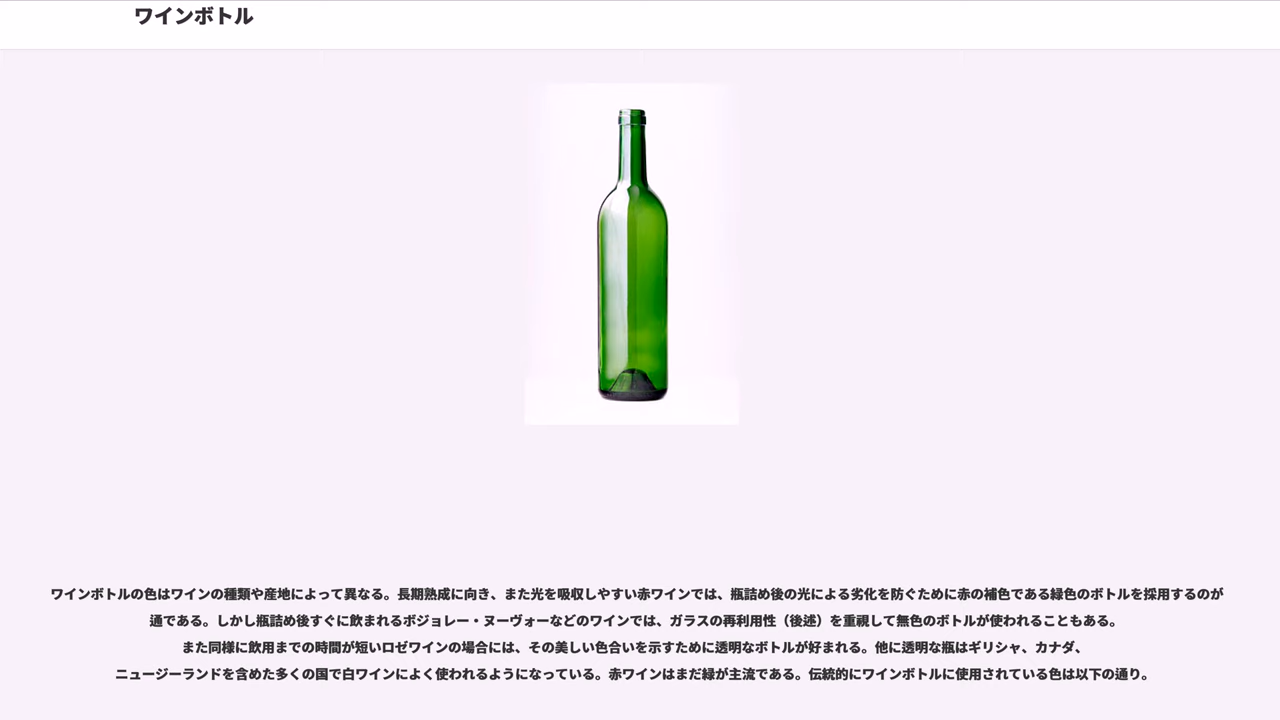 ワインボトル
ワインボトルの色はワインの種類や産地によって異なる。長期熟成に向き、また光を吸収しやすい赤ワインでは、瓶詰め後の光による劣化を防ぐために赤の補色である緑色のボトルを採用するのが
通である。しかし瓶詰め後すぐに飲まれるボジョレー・ヌーヴォーなどのワインでは、ガラスの再利用性（後述）を重視して無色のボトルが使われることもある。
また同様に飲用までの時間が短いロゼワインの場合には、その美しい色合いを示すために透明なボトルが好まれる。他に透明な瓶はギリシャ、カナダ、
ニュージーランドを含めた多くの国で白ワインによく使われるようになっている。赤ワインはまだ緑が主流である。伝統的にワインボトルに使用されている色は以下の通り。